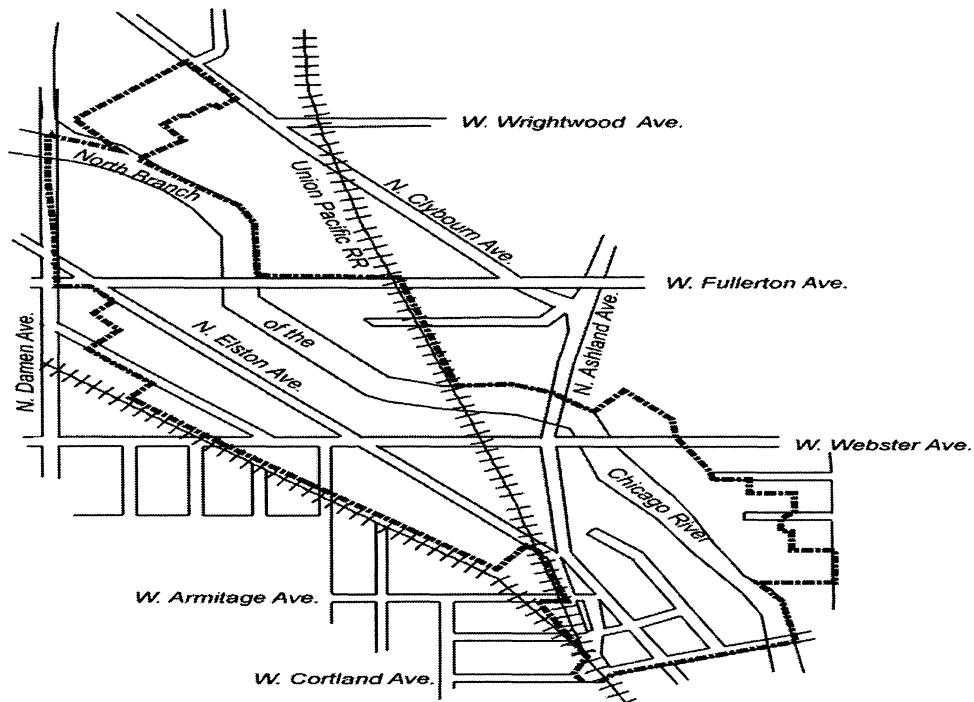 W. Wrightwood Ave.
North Branch
Union Pacific RR
N. Clybourn Ave.
W. Fullerton Ave.
N. Damen Ave.
N. Elston Ave.
of the
N. Ashland Ave.
W. Webster Ave.
Chicago River
W. Armitage Ave.
W. Cortland Ave.